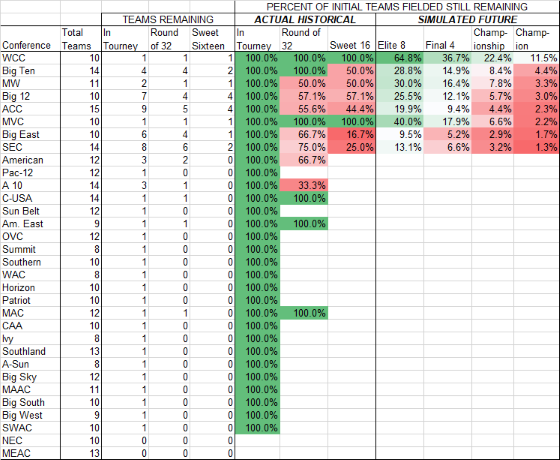 PERCENT OF INITIAL TEAMS FIELDED STILL REMAINING
TEAMS REMAINING ACTUAL HISTORICAL SIMULATED FUTURE
Total In Round Sweet In Round of Champ- Champ-
Conference Teams Tourney of 32 Sixteen Tourney 32 Sweet 16 Elite 8 Final 4 ionship ion
WCC 10 1 1 1 100.0% 100.0% 100.0% 64.8% 36.7% 22.4% 11.5%
Big Ten 14 4 4 2 100.0% 100.0% 50.0% 28.8% 14.9% 8.4% 4.4%
MW 11 2 1 1 100.0% 50.0% 50.0% 30.0% 16.4% 7.8% 3.3%
Big 12 10 7 4 4 100.0% 57.1% 57.1% 25.5% 12.1% 5.7% 3.0%
ACC 15 9 5 4 100.0% 55.6% 44.4% 19.9% 9.4% 4.4% 2.3%
MVC 10 1 1 1 100.0% 100.0% 100.0% 40.0% 17.9% 6.6% 2.2%
Big East 10 6 4 1 100.0% 66.7% 16.7% 9.5% 5.2% 2.9% 1.7%
SEC 14 8 6 2 100.0% 75.0% 25.0% 13.1% 6.6% 3.2% 1.3%
American 12 3 2 0 100.0% 66.7%
Pac-12 12 1 0 0 100.0%
A 10 14 3 1 0 100.0% 33.3%
C-USA 14 1 1 0 100.0% 100.0%
Sun Belt 12 1 0 0 100.0%
Am. East 9 1 1 0 100.0% 100.0%
OVC 12 1 0 0 100.0%
Summit 8 1 0 0 100.0%
Southern 10 1 0 0 100.0%
WAC 8 1 0 0 100.0%
Horizon 10 1 0 0 100.0%
Patriot 10 1 0 0 100.0%
MAC 12 1 1 0 100.0% 100.0%
CAA 10 1 0 0 100.0%
Ivy 8 1 0 0 100.0%
Southland 13 1 0 0 100.0%
A-Sun 8 1 0 0 100.0%
Big Sky 12 1 0 0 100.0%
MAAC 11 1 0 0 100.0%
Big South 10 1 0 0 100.0%
Big West 9 1 0 0 100.0%
SWAC 10 1 0 0 100.0%
NEC 10 0 0 0
MEAC 13 0 0 0